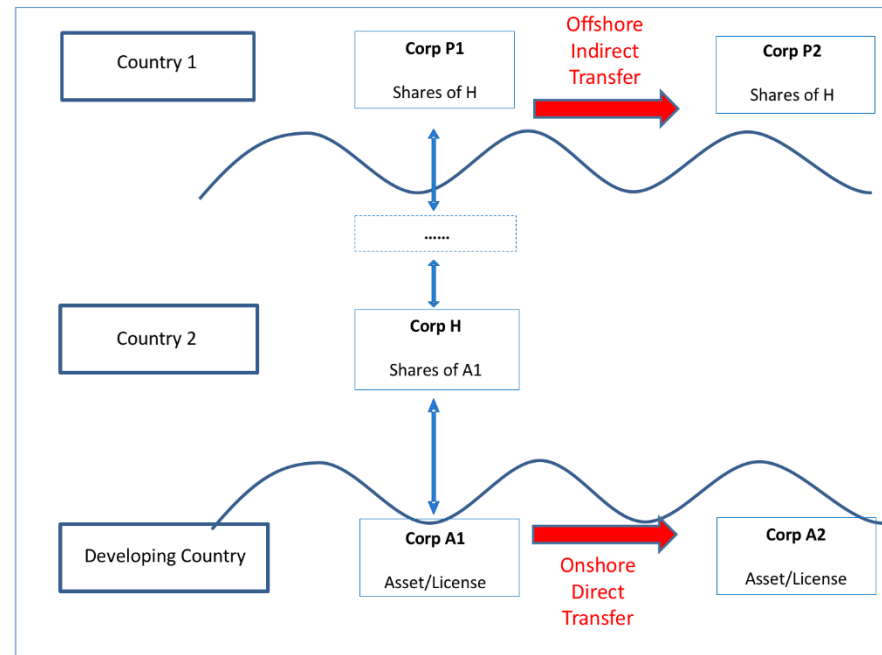 Country 1
Corp P1
Shares of H
Offshore
Indirect
Transfer
Corp P2
Shares of H
......
Country 2
Corp H
Shares of A1
Developing Country
Corp A1
Asset/License
Onshore
Direct
Transfer
Corp A2
Asset/License